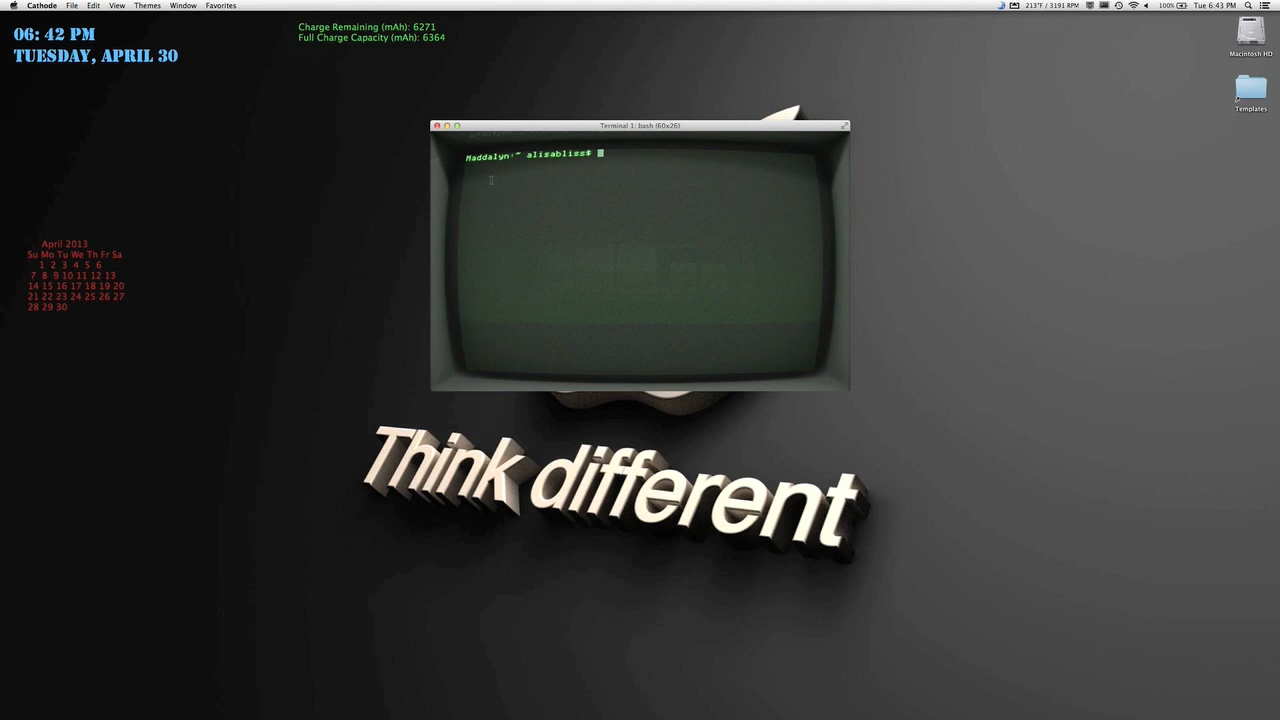 Cathode File Edit View Themes Window Favorites
213°F / 3191 RPM 100% Tue 6:43 PM
06: 42 PM
TUESDAY, APRIL 30
Charge Remaining (mAh): 6271
Full Charge Capacity (mAh): 6364
Macintosh HD
Templates
Terminal 1: bash (60x26)
Maddalyn:~ alisabliss$
April 2013
Su Mo Tu We Th Fr Sa
1 2 3 4 5 6
7 8 9 10 11 12 13
14 15 16 17 18 19 20
21 22 23 24 25 26 27
28 29 30
Think different